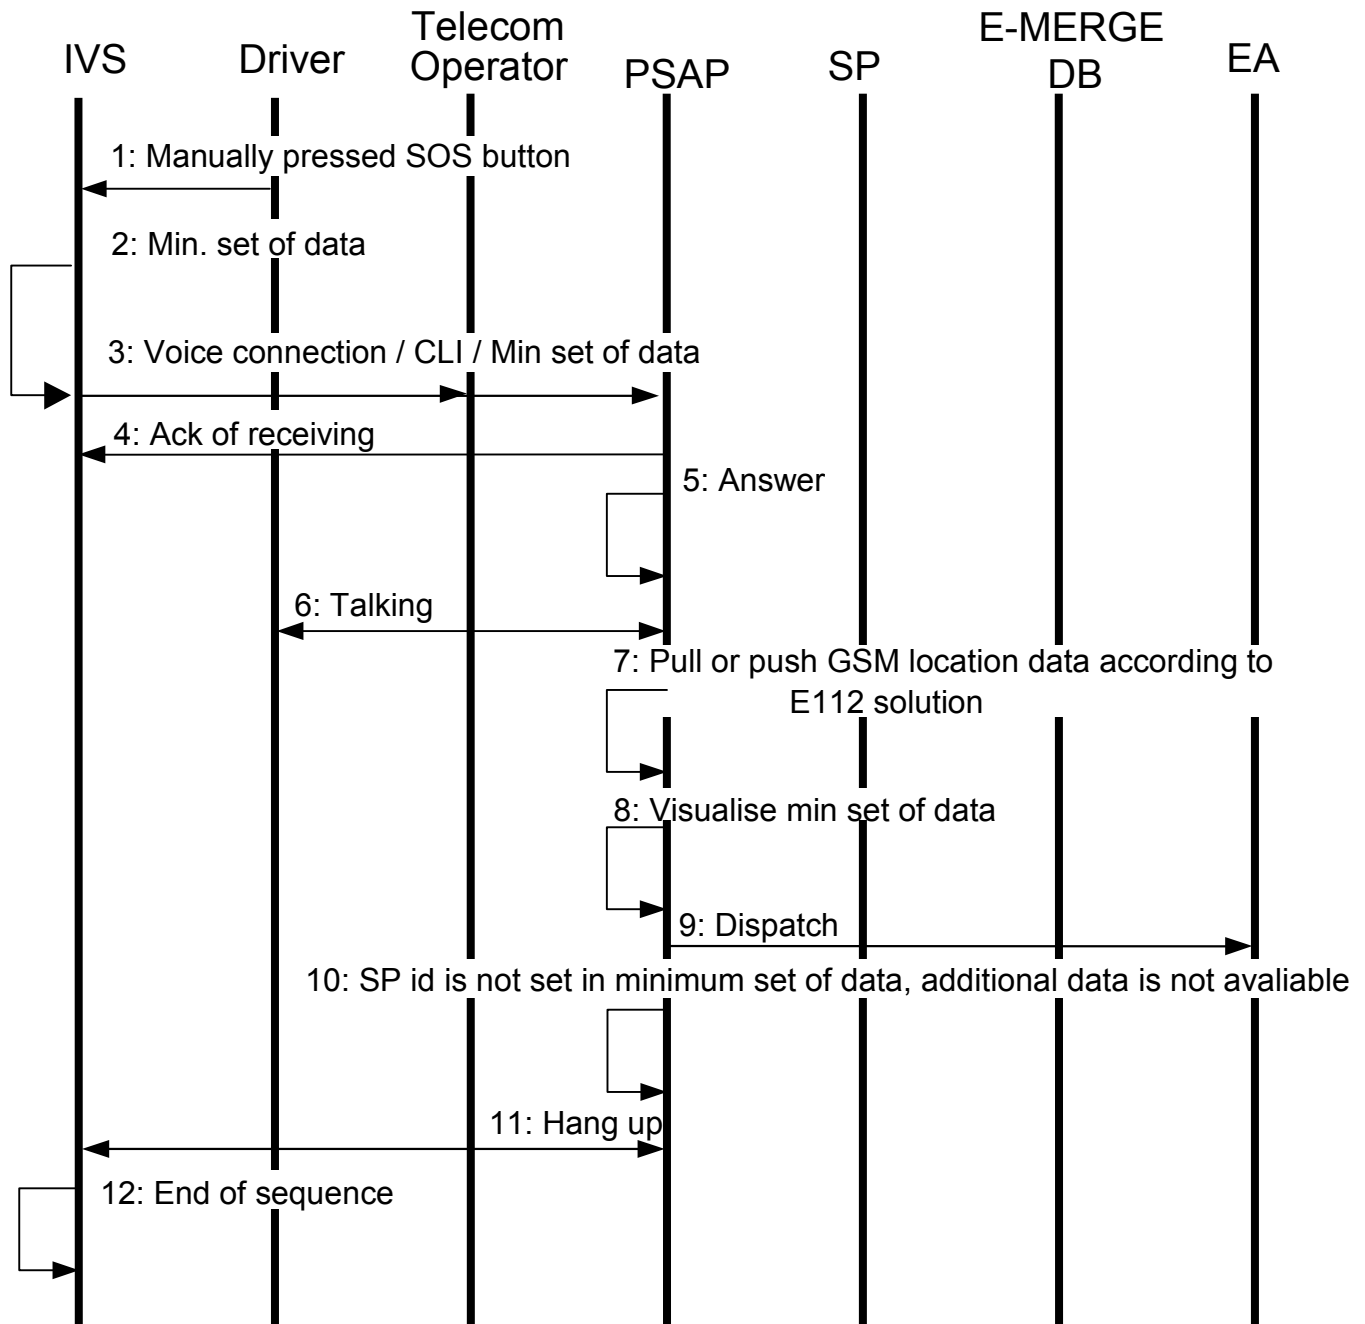 IVS
Driver
Telecom
Operator
PSAP
SP
E-MERGE
DB
EA
1: Manually pressed SOS button
2: Min. set of data
3: Voice connection / CLI / Min set of data
4: Ack of receiving
5: Answer
6: Talking
7: Pull or push GSM location data according to
E112 solution
8: Visualise min set of data
9: Dispatch
10: SP id is not set in minimum set of data, additional data is not avaliable
11: Hang up
12: End of sequence